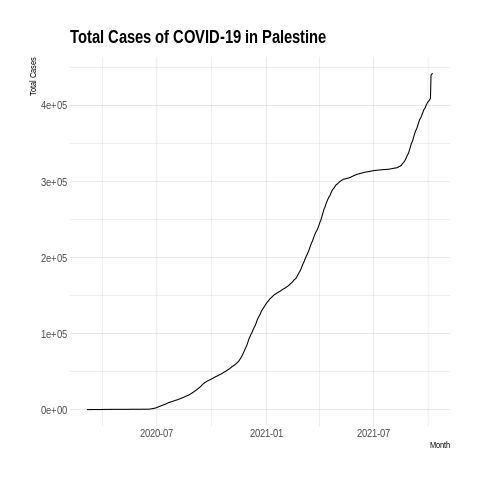 Total Cases of COVID-19 in Palestine
Total Cases
4e+05
3e+05
2e+05
1e+05
0e+00
2020-07 2021-01 2021-07
Month